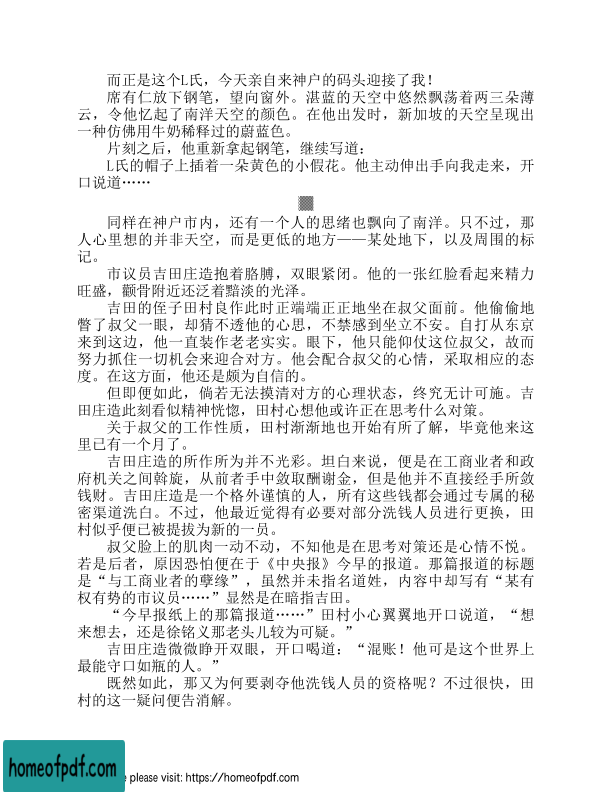 而正是这个L氏，今天亲自来神户的码头迎接了我！
席有仁放下钢笔，望向窗外。湛蓝的天空中悠然飘荡着两三朵薄
云，令他忆起了南洋天空的颜色。在他出发时，新加坡的天空呈现出
一种仿佛用牛奶稀释过的蔚蓝色。
片刻之后，他重新拿起钢笔，继续写道：
L氏的帽子上插着一朵黄色的小假花。他主动伸出手向我走来，开
口说道……
同样在神户市内，还有一个人的思绪也飘向了南洋。只不过，那
人心里想的并非天空，而是更低的地方——某处地下，以及周围的标
记。
市议员吉田庄造抱着胳膊，双眼紧闭。他的一张红脸看起来精力
旺盛，颧骨附近还泛着黯淡的光泽。
吉田的侄子田村良作此时正端端正正地坐在叔父面前。他偷偷地
瞥了叔父一眼，却猜不透他的心思，不禁感到坐立不安。自打从东京
来到这边，他一直装作老老实实。眼下，他只能仰仗这位叔父，故而
努力抓住一切机会来迎合对方。他会配合叔父的心情，采取相应的态
度。在这方面，他还是颇为自信的。
但即便如此，倘若无法摸清对方的心理状态，终究无计可施。吉
田庄造此刻看似精神恍惚，田村心想他或许正在思考什么对策。
关于叔父的工作性质，田村渐渐地也开始有所了解，毕竟他来这
里已有一个月了。
吉田庄造的所作所为并不光彩。坦白来说，便是在工商业者和政
府机关之间斡旋，从前者手中敛取酬谢金，但是他并不直接经手所敛
钱财。吉田庄造是一个格外谨慎的人，所有这些钱都会通过专属的秘
密渠道洗白。不过，他最近觉得有必要对部分洗钱人员进行更换，田
村似乎便已被提拔为新的一员。
叔父脸上的肌肉一动不动，不知他是在思考对策还是心情不悦。
若是后者，原因恐怕便在于《中央报》今早的报道。那篇报道的标题
是“与工商业者的孽缘”，虽然并未指名道姓，内容中却写有“某有
权有势的市议员……”显然是在暗指吉田。
“今早报纸上的那篇报道……”田村小心翼翼地开口说道，“想
来想去，还是徐铭义那老头儿较为可疑。”
吉田庄造微微睁开双眼，开口喝道：“混账！他可是这个世界上
最能守口如瓶的人。”
既然如此，那又为何要剥夺他洗钱人员的资格呢？不过很快，田
村的这一疑问便告消解。
homeofpdf.com
e please visit: https://homeofpdf.com